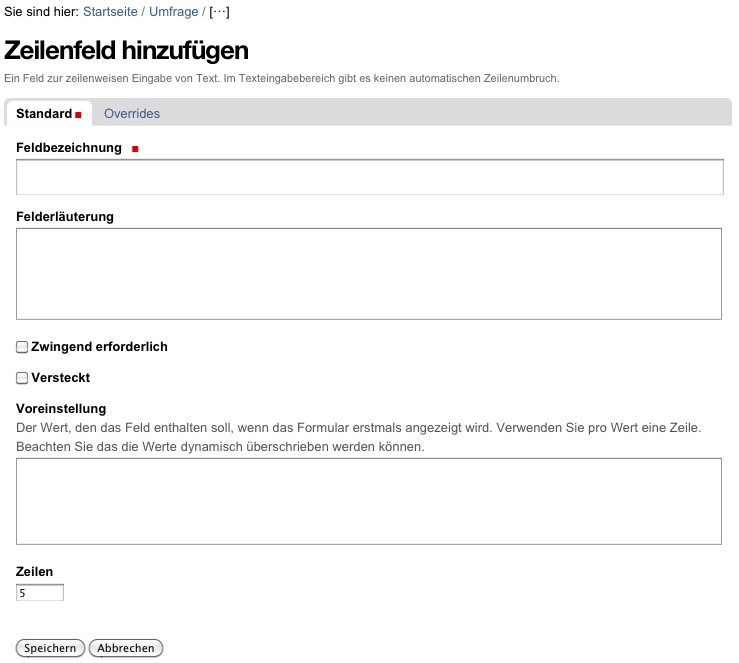 Sie sind hier: Startseite / Umfrage / [···]
Zeilenfeld hinzufügen
Ein Feld zur zeilenweisen Eingabe von Text. Im Texteingabebereich gibt es keinen automatischen Zeilenumbruch.
Standard Overrides
Feldbezeichnung
Felderläuterung
Zwingend erforderlich
Versteckt
Voreinstellung
Der Wert, den das Feld enthalten soll, wenn das Formular erstmals angezeigt wird. Verwenden Sie pro Wert eine Zeile.
Beachten Sie das die Werte dynamisch überschrieben werden können.
Zeilen
5
Speichern Abbrechen